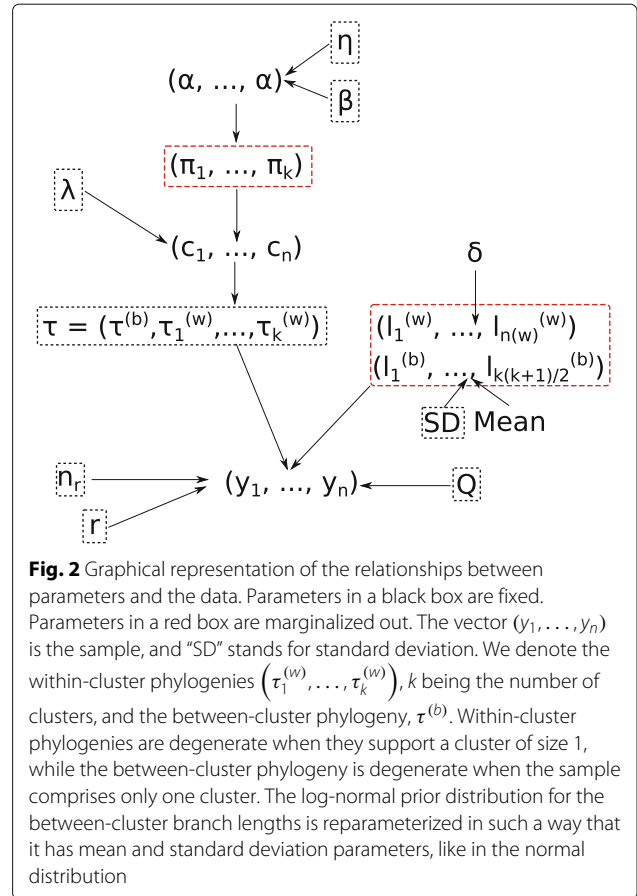 η
(α, ..., α)
β
(π₁, ..., πₖ)
λ
(c₁, ..., cₙ)
δ
τ = (τ⁽ᵇ⁾,τ₁⁽ʷ⁾,...,τₖ⁽ʷ⁾)
(l₁⁽ʷ⁾, ..., lₙ₍w₎⁽ʷ⁾)
(l₁⁽ᵇ⁾, ..., lₖ₍ₖ₊₁₎/₂⁽ᵇ⁾)
SD Mean
nᵣ
(y₁, ..., yₙ)
Q
r
Fig. 2 Graphical representation of the relationships between
parameters and the data. Parameters in a black box are fixed.
Parameters in a red box are marginalized out. The vector (y₁, . . . , yₙ)
is the sample, and “SD” stands for standard deviation. We denote the
within-cluster phylogenies (τ₁⁽ʷ⁾, . . . , τₖ⁽ʷ⁾), k being the number of
clusters, and the between-cluster phylogeny, τ⁽ᵇ⁾. Within-cluster
phylogenies are degenerate when they support a cluster of size 1,
while the between-cluster phylogeny is degenerate when the sample
comprises only one cluster. The log-normal prior distribution for the
between-cluster branch lengths is reparameterized in such a way that
it has mean and standard deviation parameters, like in the normal
distribution